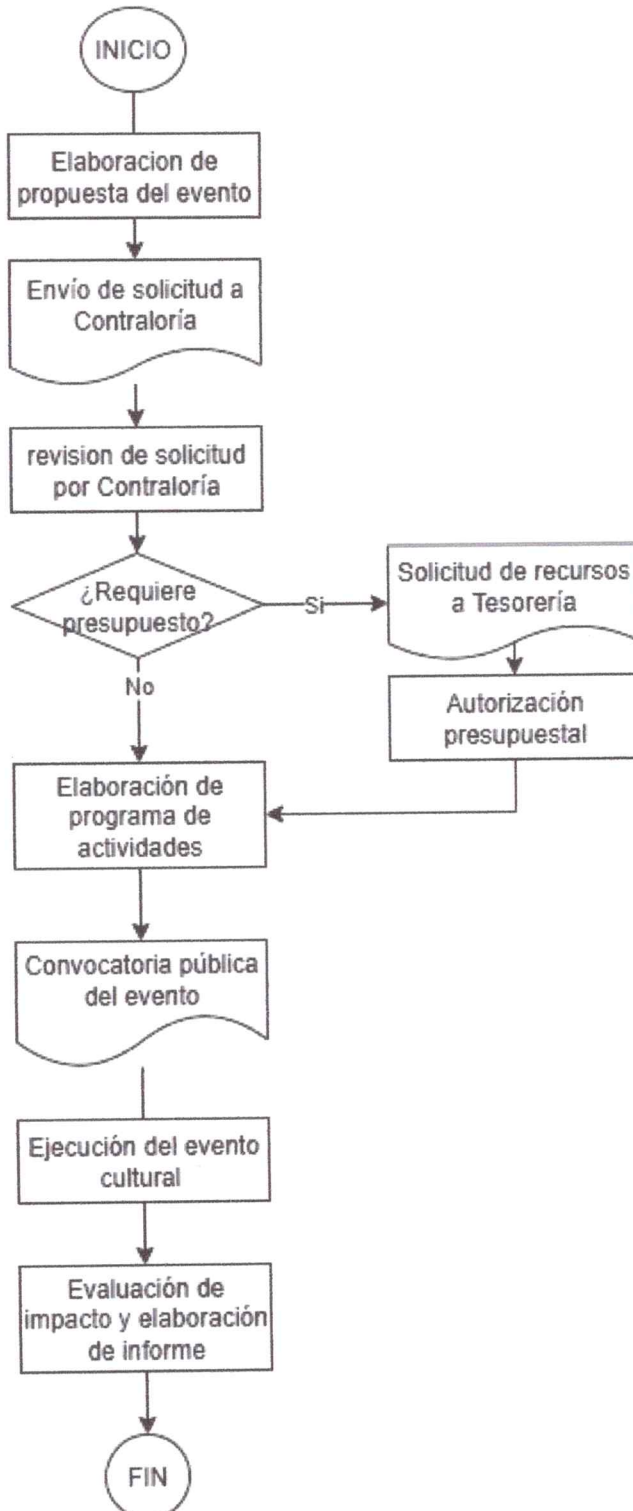 INICIO
Elaboracion de
propuesta del evento
Envío de solicitud a
Contraloría
revision de solicitud
por Contraloría
¿Requiere
presupuesto?
Si
Solicitud de recursos
a Tesorería
Autorización
presupuestal
No
Elaboración de
programa de
actividades
Convocatoria pública
del evento
Ejecución del evento
cultural
Evaluación de
impacto y elaboración
de informe
FIN